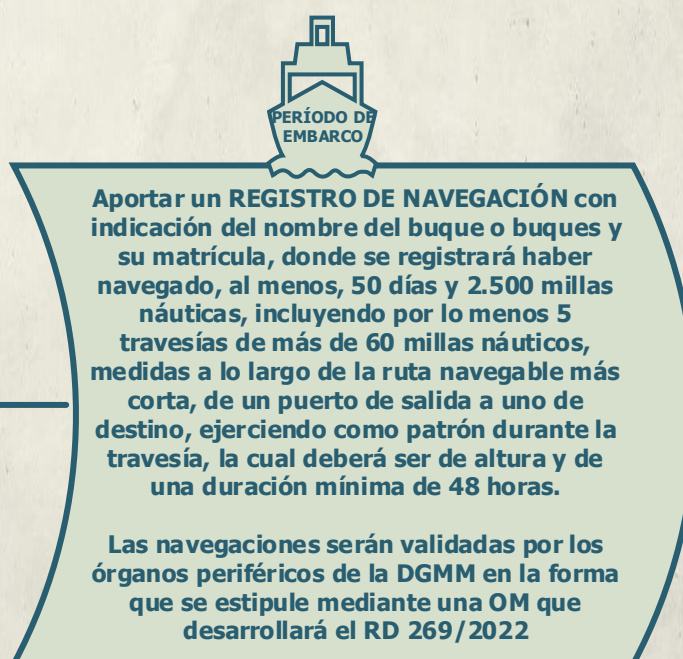 PERÍODO DE
EMBARCO
Aportar un REGISTRO DE NAVEGACIÓN con
indicación del nombre del buque o buques y
su matrícula, donde se registrará haber
navegado, al menos, 50 días y 2.500 millas
náuticas, incluyendo por lo menos 5
travesías de más de 60 millas náuticos,
medidas a lo largo de la ruta navegable más
corta, de un puerto de salida a uno de
destino, ejerciendo como patrón durante la
travesía, la cual deberá ser de altura y de
una duración mínima de 48 horas.
Las navegaciones serán validadas por los
órganos periféricos de la DGMM en la forma
que se estipule mediante una OM que
desarrollará el RD 269/2022